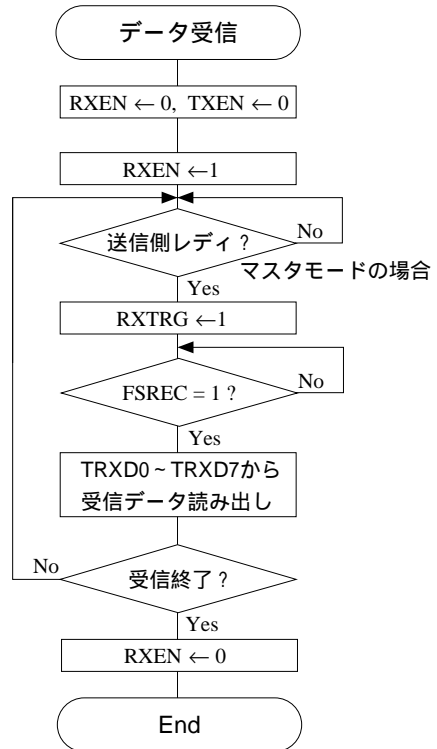 データ受信
RXEN ← 0, TXEN ← 0
RXEN ←1
送信側レディ ?
No
マスタモードの場合
Yes
RXTRG ←1
FSREC = 1 ?
No
Yes
TRXD0 ~ TRXD7から
受信データ読み出し
No
受信終了 ?
Yes
RXEN ← 0
End